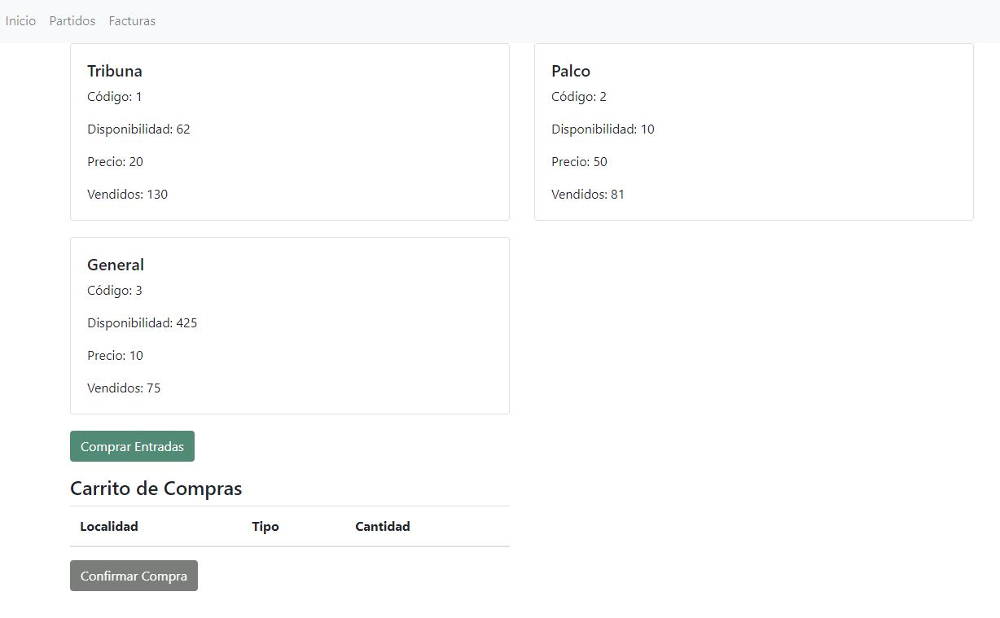 Inicio Partidos Facturas
Tribuna
Código: 1
Disponibilidad: 62
Precio: 20
Vendidos: 130
Palco
Código: 2
Disponibilidad: 10
Precio: 50
Vendidos: 81
General
Código: 3
Disponibilidad: 425
Precio: 10
Vendidos: 75
Comprar Entradas
Carrito de Compras
Localidad Tipo Cantidad
Confirmar Compra